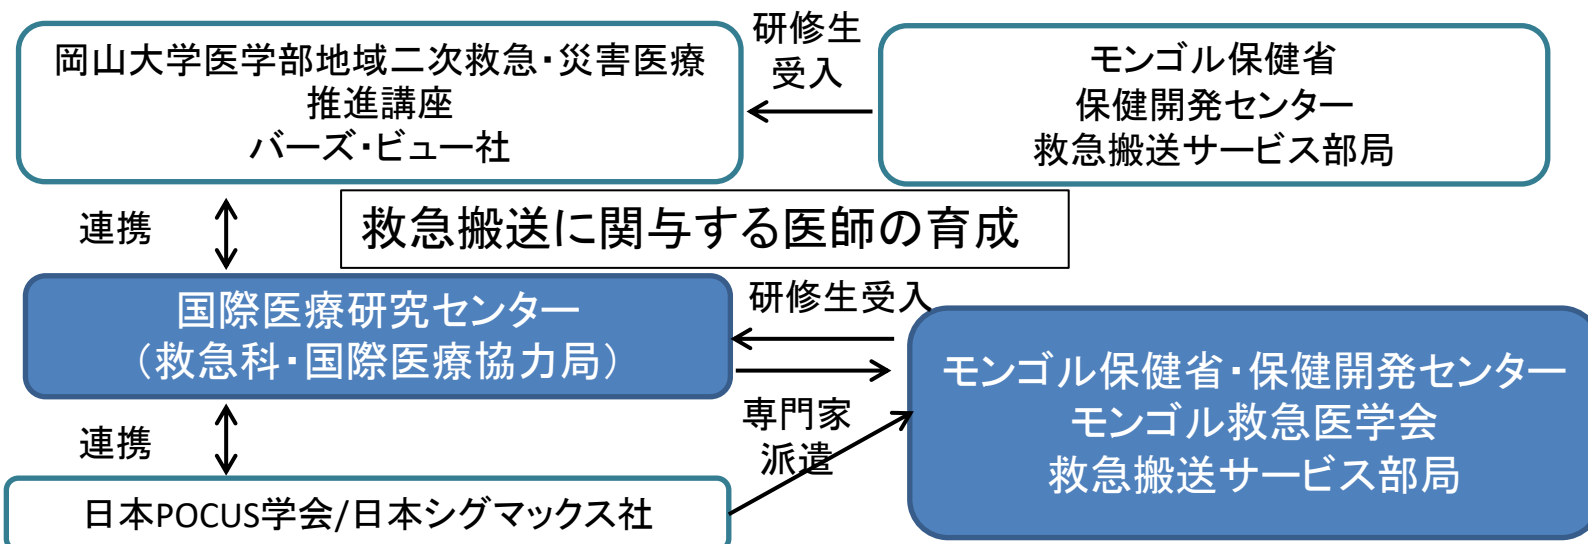 岡山大学医学部地域二次救急・災害医療
推進講座
バーズ・ビュー社
研修生
受入
モンゴル保健省
保健開発センター
救急搬送サービス部局
連携
救急搬送に関与する医師の育成
国際医療研究センター
（救急科・国際医療協力局）
研修生受入
専門家
派遣
モンゴル保健省・保健開発センター
モンゴル救急医学会
救急搬送サービス部局
連携
日本POCUS学会/日本シグマックス社